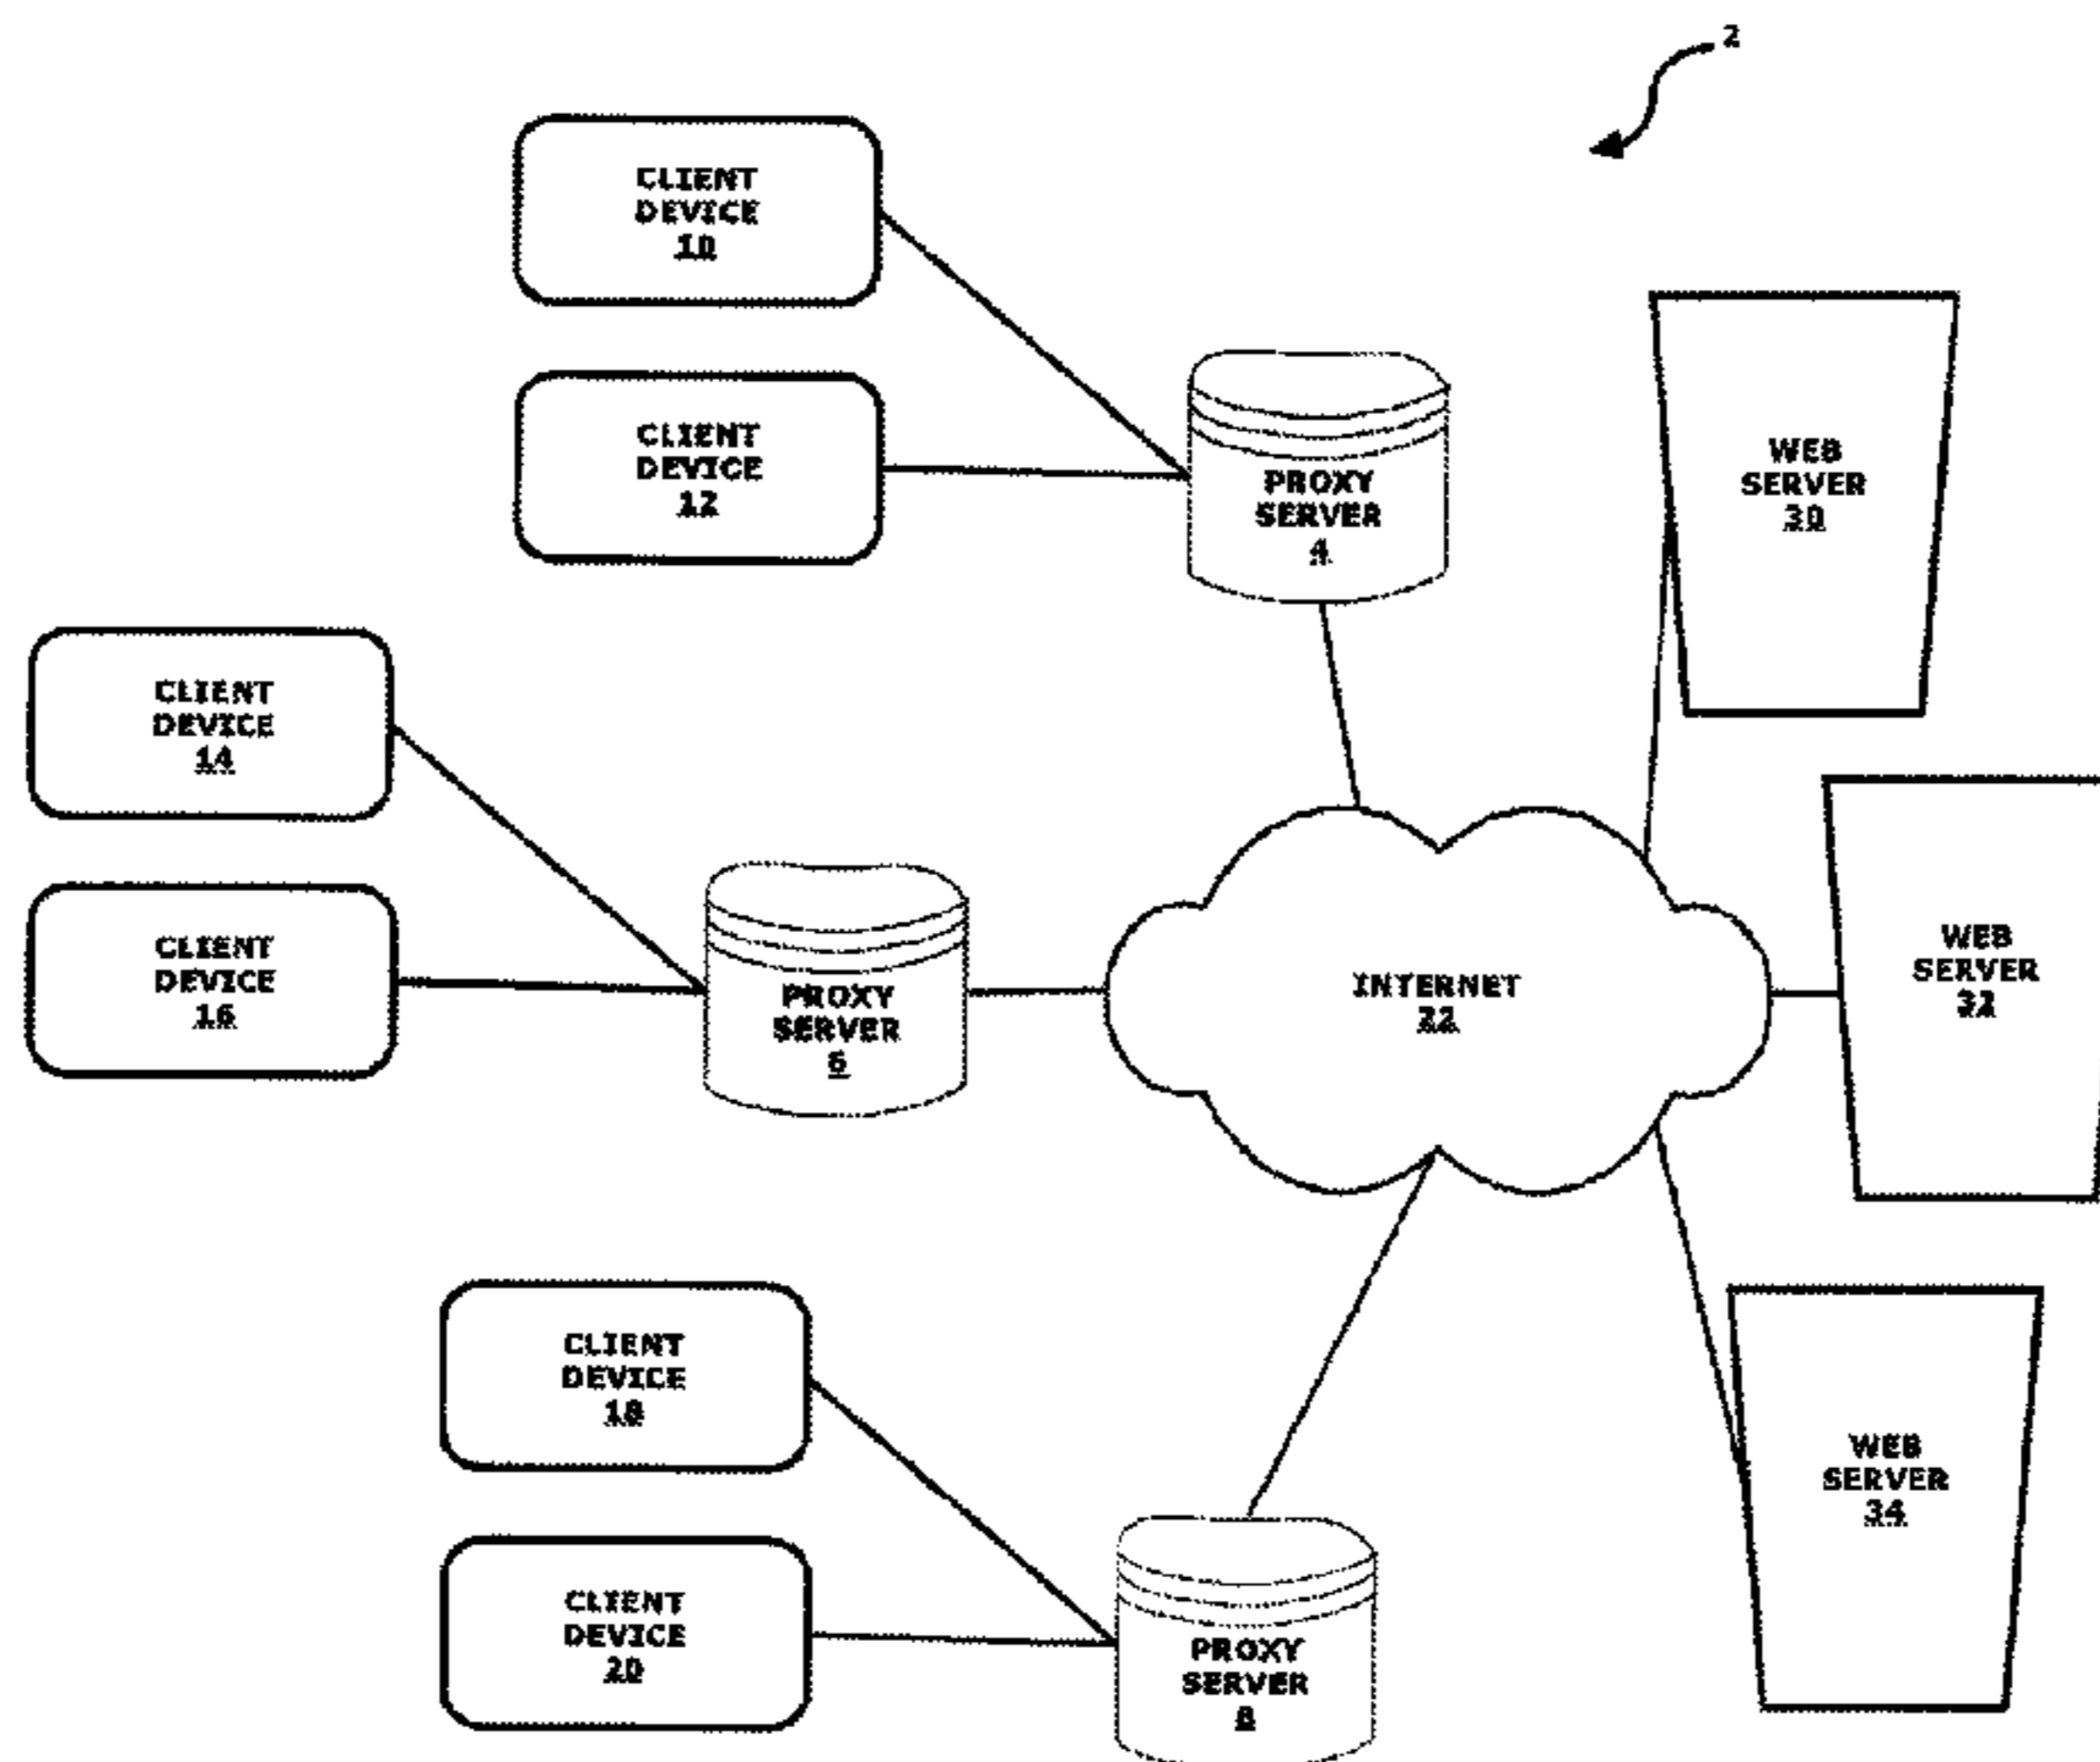 2
CLIENT
DEVICE
10
CLIENT
DEVICE
12
PROXY
SERVER
4
WEB
SERVER
30
CLIENT
DEVICE
14
CLIENT
DEVICE
16
PROXY
SERVER
6
INTERNET
22
WEB
SERVER
32
CLIENT
DEVICE
18
CLIENT
DEVICE
20
PROXY
SERVER
8
WEB
SERVER
34